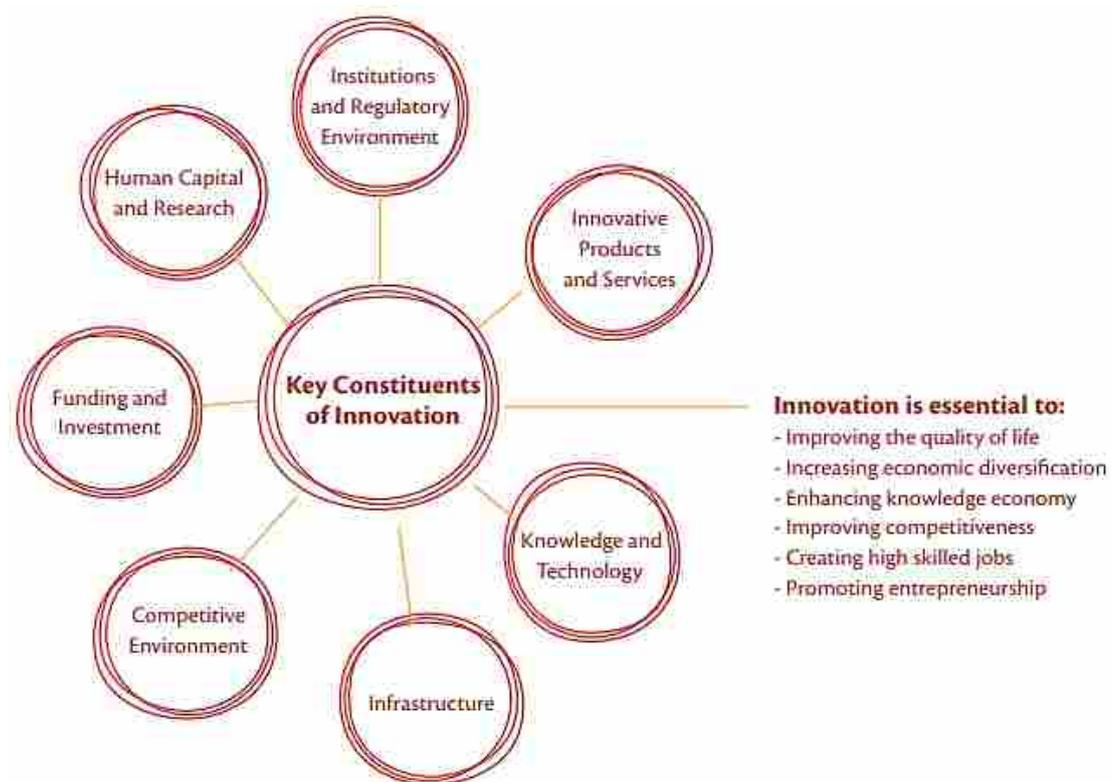 Institutions
and Regulatory
Environment
Human Capital
and Research
Innovative
Products
and Services
Key Constituents
of Innovation
Funding and
Investment
Innovation is essential to:
- Improving the quality of life
- Increasing economic diversification
- Enhancing knowledge economy
- Improving competitiveness
- Creating high skilled jobs
- Promoting entrepreneurship
Knowledge and
Technology
Competitive
Environment
Infrastructure